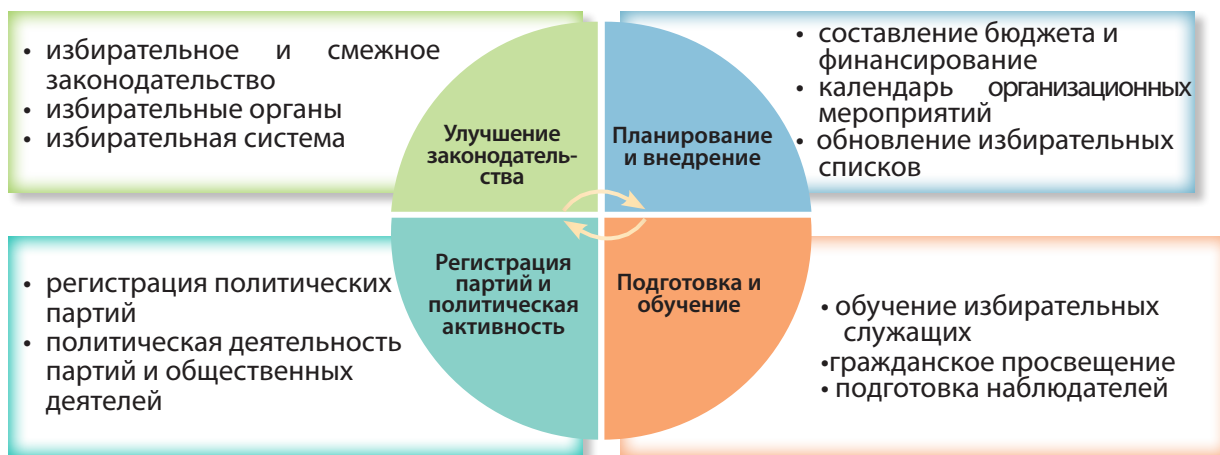 • избирательное и смежное
законодательство
• избирательные органы
• избирательная система
Улучшение
законодатель-
ства
Планирование
и внедрение
• составление бюджета и
финансирование
• календарь организационных
мероприятий
• обновление избирательных
списков
• регистрация политических
партий
• политическая деятельность
партий и общественных
деятелей
Регистрация
партий и
политическая
активность
Подготовка и
обучение
• обучение избирательных
служащих
•гражданское просвещение
• подготовка наблюдателей